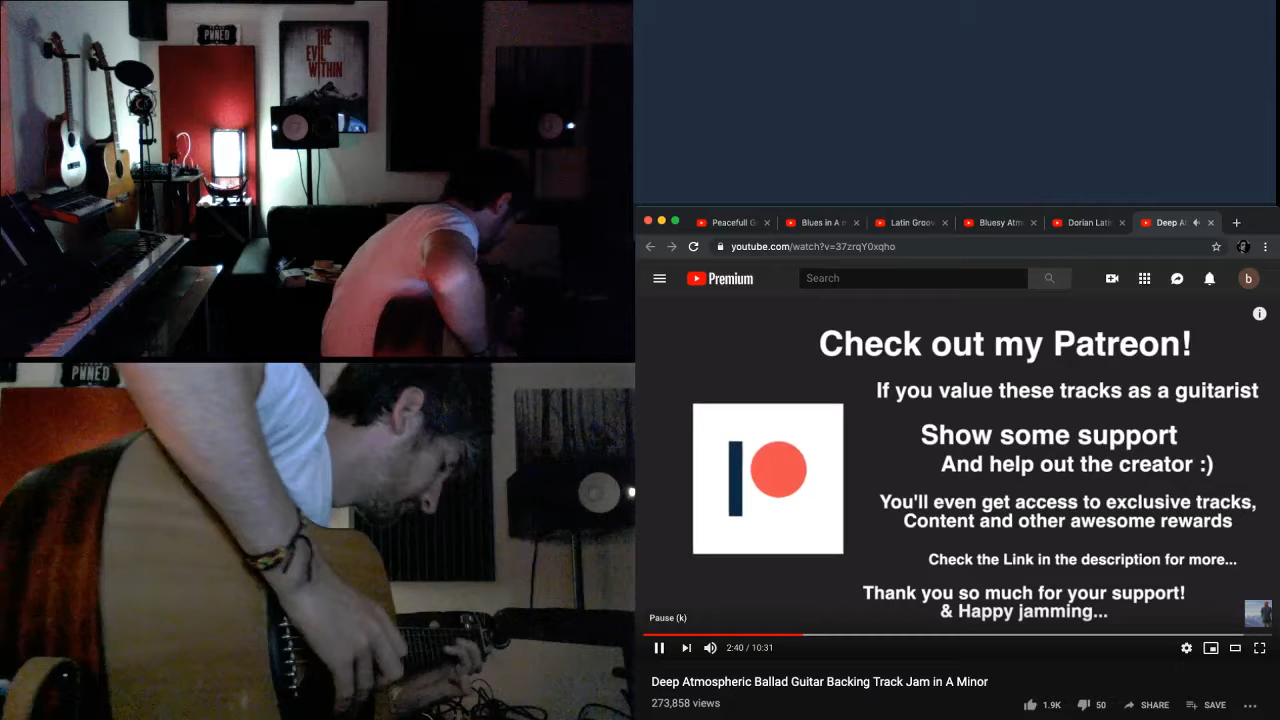 PWNED
THE
EVIL
WITHIN
PWNED
Peacefull G
Blues in A m
Latin Groov
Bluesy Atm
Dorian Lati
Deep At
youtube.com/watch?v=37zrqY0xqho
Premium
Search
b
Check out my Patreon!
If you value these tracks as a guitarist
Show some support
And help out the creator :)
You'll even get access to exclusive tracks,
Content and other awesome rewards
Check the Link in the description for more...
Thank you so much for your support!
& Happy jamming...
Pause (k)
2:40 / 10:31
Deep Atmospheric Ballad Guitar Backing Track Jam in A Minor
273,858 views
1.9K
50
SHARE
SAVE